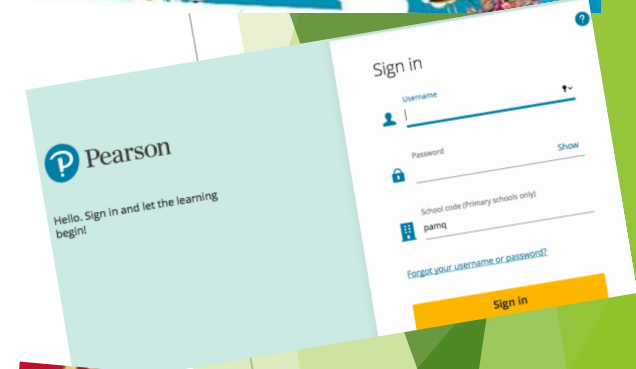 Pearson
Hello. Sign in and let the learning
begin!
?
Sign in
Username
Password
Show
School code (Primary schools only)
pamq
Forgot your username or password?
Sign in